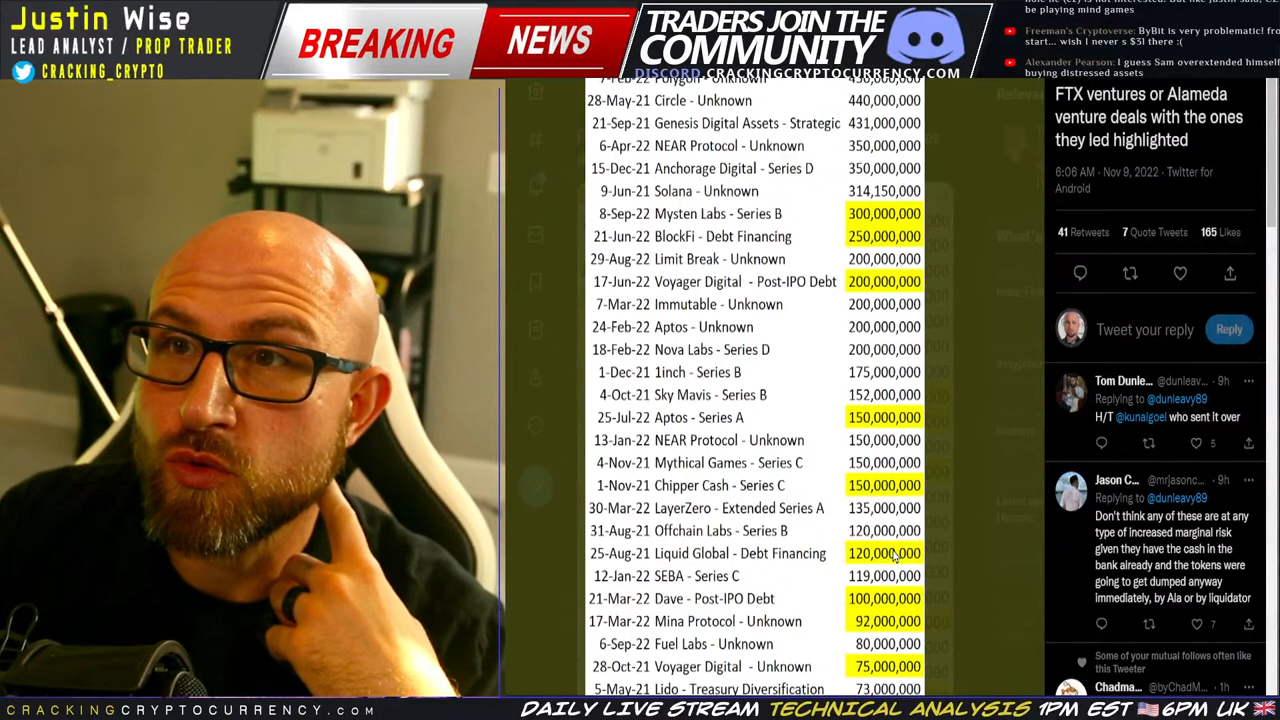 Justin Wise
LEAD ANALYST / PROP TRADER
CRACKING_CRYPTO
BREAKING
NEWS
TRADERS JOIN THE
COMMUNITY
DISCORD.CRACKINGCRYPTOCURRENCY.COM
be playing mind games
Freeman's Cryptoverse: ByBit is very problematic! fro
start... wish I never s $3I there :(
Alexander Pearson: I guess Sam overextended himself
buying distressed assets
7-Feb-22 Polygon - Unknown 450,000,000
28-May-21 Circle - Unknown 440,000,000
21-Sep-21 Genesis Digital Assets - Strategic 431,000,000
6-Apr-22 NEAR Protocol - Unknown 350,000,000
15-Dec-21 Anchorage Digital - Series D 350,000,000
9-Jun-21 Solana - Unknown 314,150,000
8-Sep-22 Mysten Labs - Series B 300,000,000
21-Jun-22 BlockFi - Debt Financing 250,000,000
29-Aug-22 Limit Break - Unknown 200,000,000
17-Jun-22 Voyager Digital - Post-IPO Debt 200,000,000
7-Mar-22 Immutable - Unknown 200,000,000
24-Feb-22 Aptos - Unknown 200,000,000
18-Feb-22 Nova Labs - Series D 200,000,000
1-Dec-21 1inch - Series B 175,000,000
4-Oct-21 Sky Mavis - Series B 152,000,000
25-Jul-22 Aptos - Series A 150,000,000
13-Jan-22 NEAR Protocol - Unknown 150,000,000
4-Nov-21 Mythical Games - Series C 150,000,000
1-Nov-21 Chipper Cash - Series C 150,000,000
30-Mar-22 LayerZero - Extended Series A 135,000,000
31-Aug-21 Offchain Labs - Series B 120,000,000
25-Aug-21 Liquid Global - Debt Financing 120,000,000
12-Jan-22 SEBA - Series C 119,000,000
21-Mar-22 Dave - Post-IPO Debt 100,000,000
17-Mar-22 Mina Protocol - Unknown 92,000,000
6-Sep-22 Fuel Labs - Unknown 80,000,000
28-Oct-21 Voyager Digital - Unknown 75,000,000
5-May-21 Lido - Treasury Diversification 73,000,000
FTX ventures or Alameda
venture deals with the ones
they led highlighted
6:06 AM · Nov 9, 2022 · Twitter for
Android
41 Retweets 7 Quote Tweets 165 Likes
Tweet your reply
Reply
Tom Dunle... @dunleav... · 9h
Replying to @dunleavy89
H/T @kunalgoel who sent it over
5
Jason C... @mrjasonc... · 9h
Replying to @dunleavy89
Don't think any of these are at any
type of increased marginal risk
given they have the cash in the
bank already and the tokens were
going to get dumped anyway
immediately, by Ala or by liquidator
7
Some of your mutual follows often like
this Tweeter
Chadma... @byChadM... · 1h
CRACKINGCRYPTOCURRENCY.com
DAILY LIVE STREAM TECHNICAL ANALYSIS 1PM EST 6PM UK